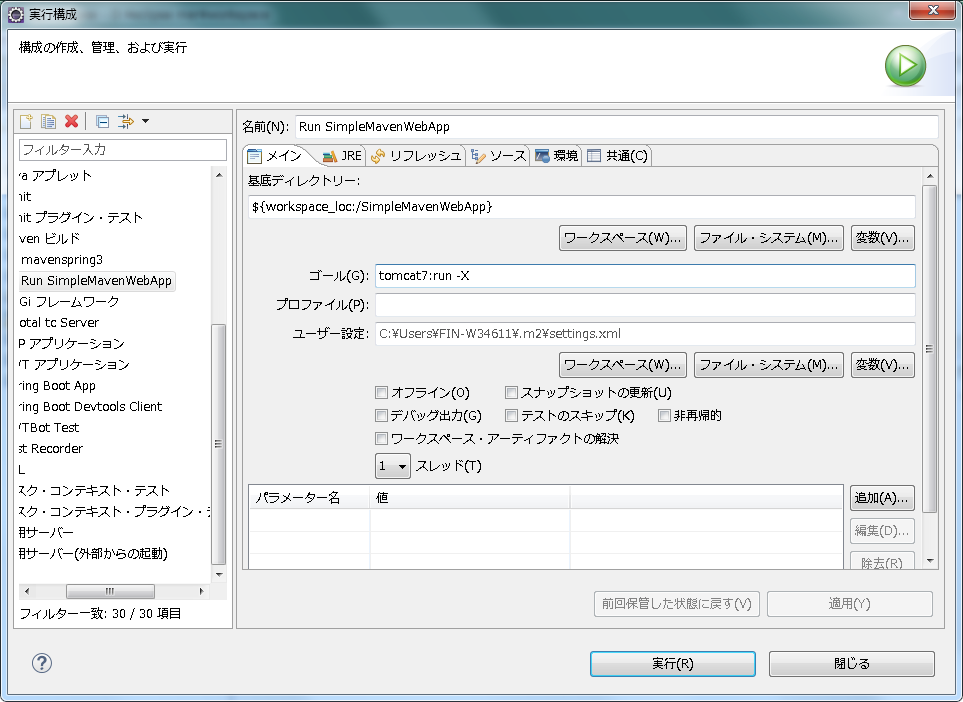 実行構成
構成の作成、管理、および実行
フィルター入力
va アプレット
nit
nit プラグイン・テスト
ven ビルド
mavenspring3
Run SimpleMavenWebApp
Gi フレームワーク
otal tc Server
P アプリケーション
/T アプリケーション
ring Boot App
ring Boot Devtools Client
/TBot Test
st Recorder
L
スク・コンテキスト・テスト
スク・コンテキスト・プラグイン・テ
用サーバー
用サーバー(外部からの起動)
フィルター一致: 30 / 30 項目
名前(N): Run SimpleMavenWebApp
メイン JRE リフレッシュ ソース 環境 共通(C)
基底ディレクトリー:
${workspace_loc:/SimpleMavenWebApp}
ワークスペース(W)... ファイル・システム(M)... 変数(V)...
ゴール(G): tomcat7:run -X
プロファイル(P):
ユーザー設定: C:¥Users¥FIN-W34611¥.m2¥settings.xml
ワークスペース(W)... ファイル・システム(M)... 変数(V)...
オフライン(O) スナップショットの更新(U)
デバッグ出力(G) テストのスキップ(K) 非再帰的
ワークスペース・アーティファクトの解決
1 スレッド(T)
パラメーター名 値
追加(A)...
編集(D)...
除去(R)
前回保管した状態に戻す(V) 適用(Y)
実行(R) 閉じる